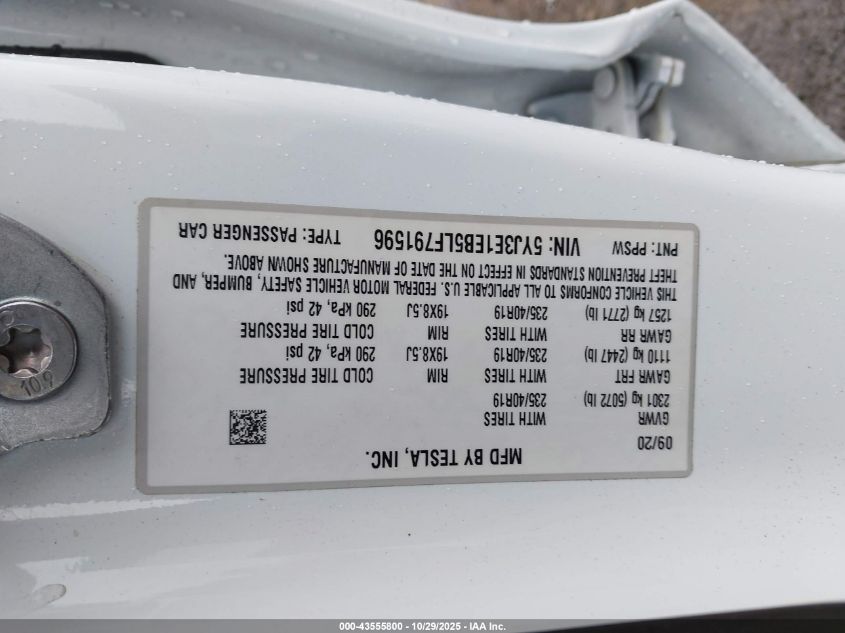 MFD BY TESLA, INC.
09/20
GVWR WITH TIRES
2301 kg (5072 lb) 235/40R19
GAWR FRT WITH TIRES RIM COLD TIRE PRESSURE
1110 kg (2447 lb) 235/40R19 19X8.5J 290 kPa, 42 psi
GAWR RR WITH TIRES RIM COLD TIRE PRESSURE
1257 kg (2771 lb) 235/40R19 19X8.5J 290 kPa, 42 psi
THIS VEHICLE CONFORMS TO ALL APPLICABLE U.S. FEDERAL MOTOR VEHICLE SAFETY, BUMPER, AND
THEFT PREVENTION STANDARDS IN EFFECT ON THE DATE OF MANUFACTURE SHOWN ABOVE.
PNT: PPSW VIN: 5YJ3E1EB5LF791596 TYPE: PASSENGER CAR
10.9
000-43555800 - 10/29/2025 - IAA Inc.